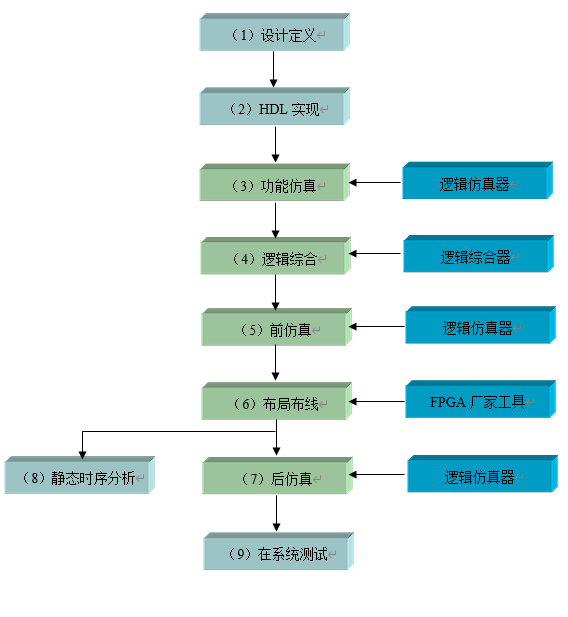 （1）设计定义↵
（2）HDL 实现↵
（3）功能仿真↵
逻辑仿真器↵
（4）逻辑综合↵
逻辑综合器↵
（5）前仿真↵
逻辑仿真器↵
（6）布局布线↵
FPGA 厂家工具↵
（8）静态时序分析↵
（7）后仿真↵
逻辑仿真器↵
（9）在系统测试↵